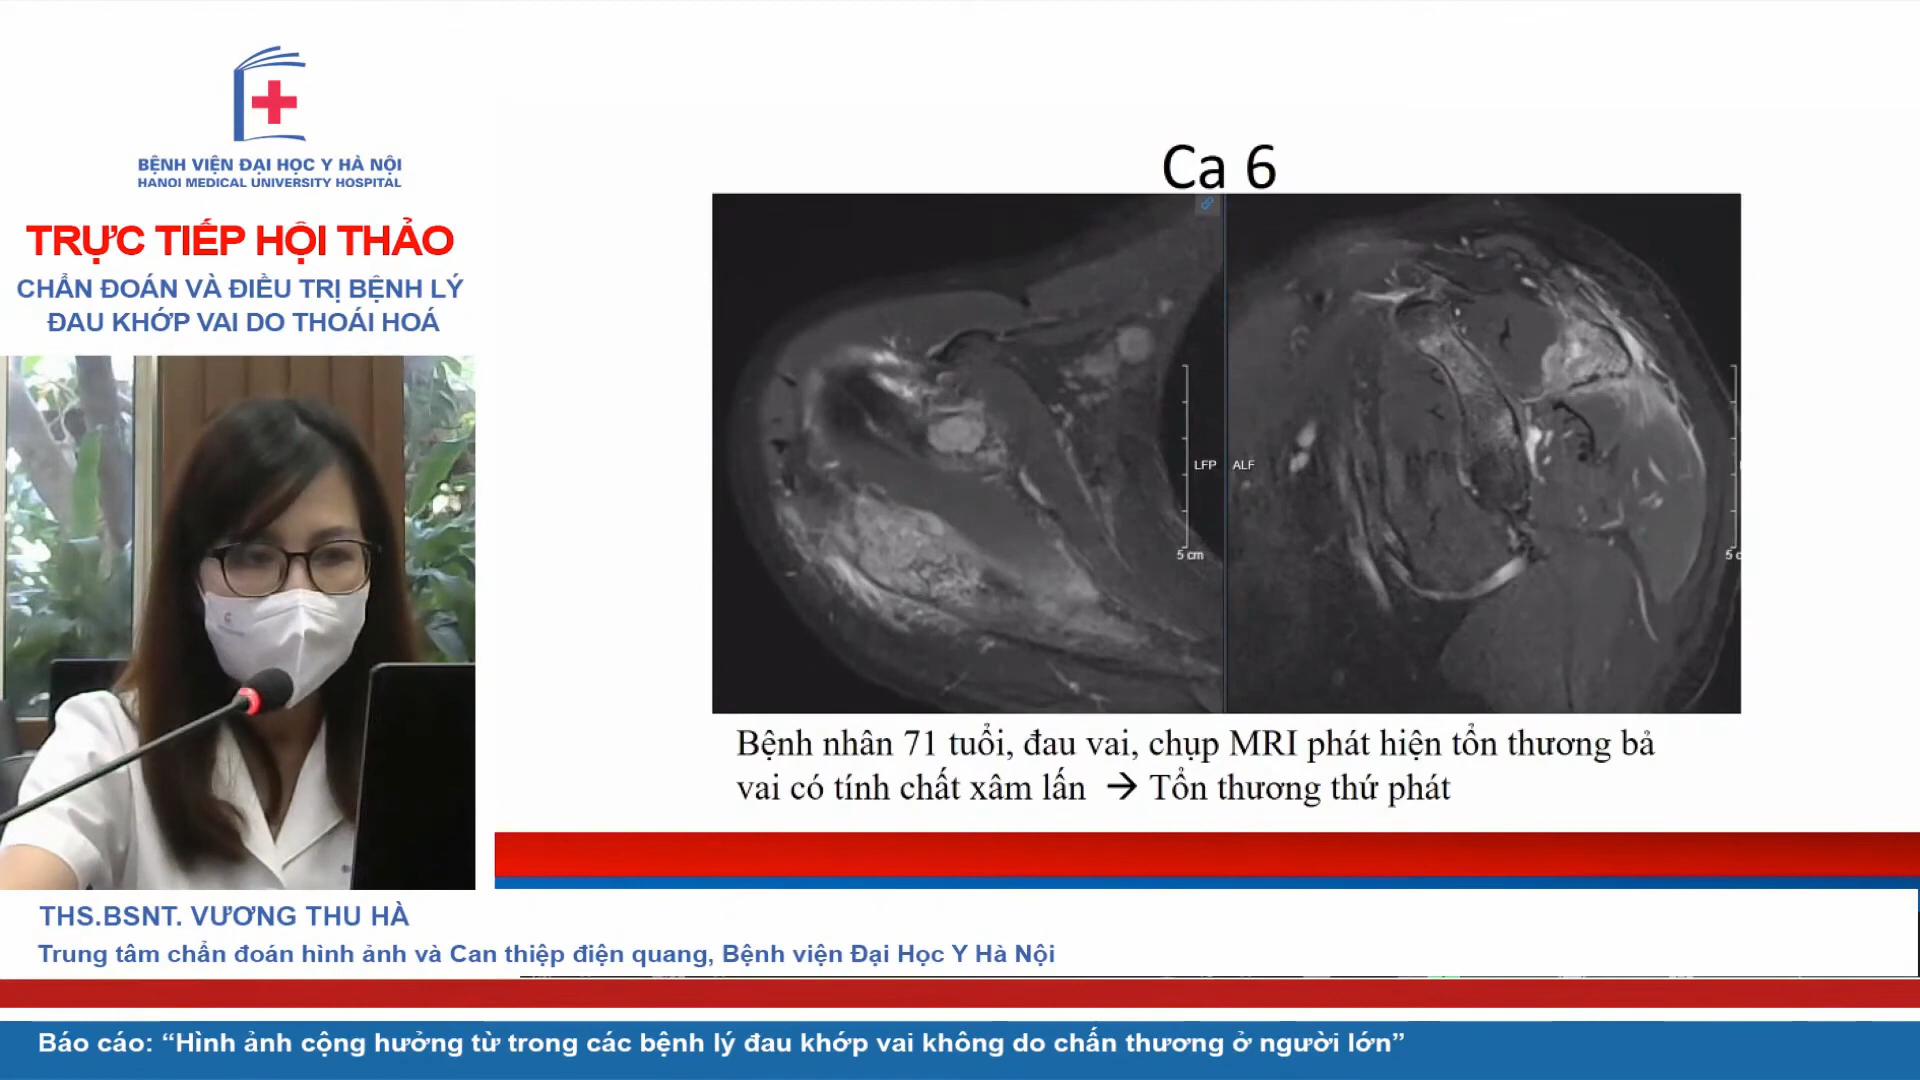 BỆNH VIỆN ĐẠI HỌC Y HÀ NỘI
HANOI MEDICAL UNIVERSITY HOSPITAL
TRỰC TIẾP HỘI THẢO
CHẨN ĐOÁN VÀ ĐIỀU TRỊ BỆNH LÝ
ĐAU KHỚP VAI DO THOÁI HOÁ
Ca 6
LFP
ALF
5 cm
5 c
Bệnh nhân 71 tuổi, đau vai, chụp MRI phát hiện tổn thương bả
vai có tính chất xâm lấn → Tổn thương thứ phát
THS.BSNT. VƯƠNG THU HÀ
Trung tâm chẩn đoán hình ảnh và Can thiệp điện quang, Bệnh viện Đại Học Y Hà Nội
Báo cáo: “Hình ảnh cộng hưởng từ trong các bệnh lý đau khớp vai không do chấn thương ở người lớn”